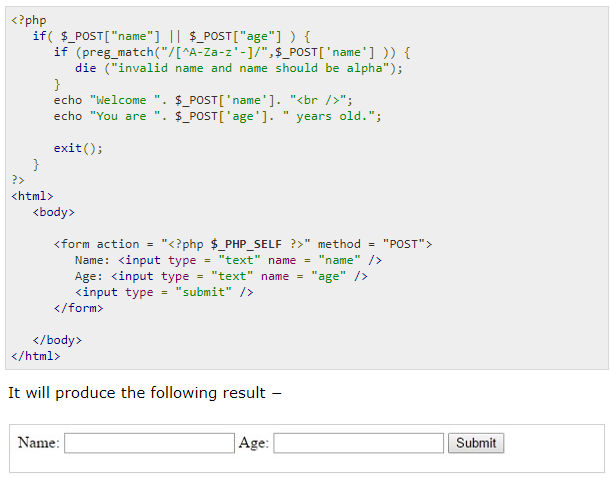 <?php
   if( $_POST["name"] || $_POST["age"] ) {
      if (preg_match("/[^A-Za-z'-]/",$_POST['name'] )) {
         die ("invalid name and name should be alpha");
      }
      echo "Welcome ". $_POST['name']. "<br />";
      echo "You are ". $_POST['age']. " years old.";

      exit();
   }
?>
<html>
   <body>

      <form action = "<?php $_PHP_SELF ?>" method = "POST">
         Name: <input type = "text" name = "name" />
         Age: <input type = "text" name = "age" />
         <input type = "submit" />
      </form>

   </body>
</html>
It will produce the following result −
Name: Age: Submit